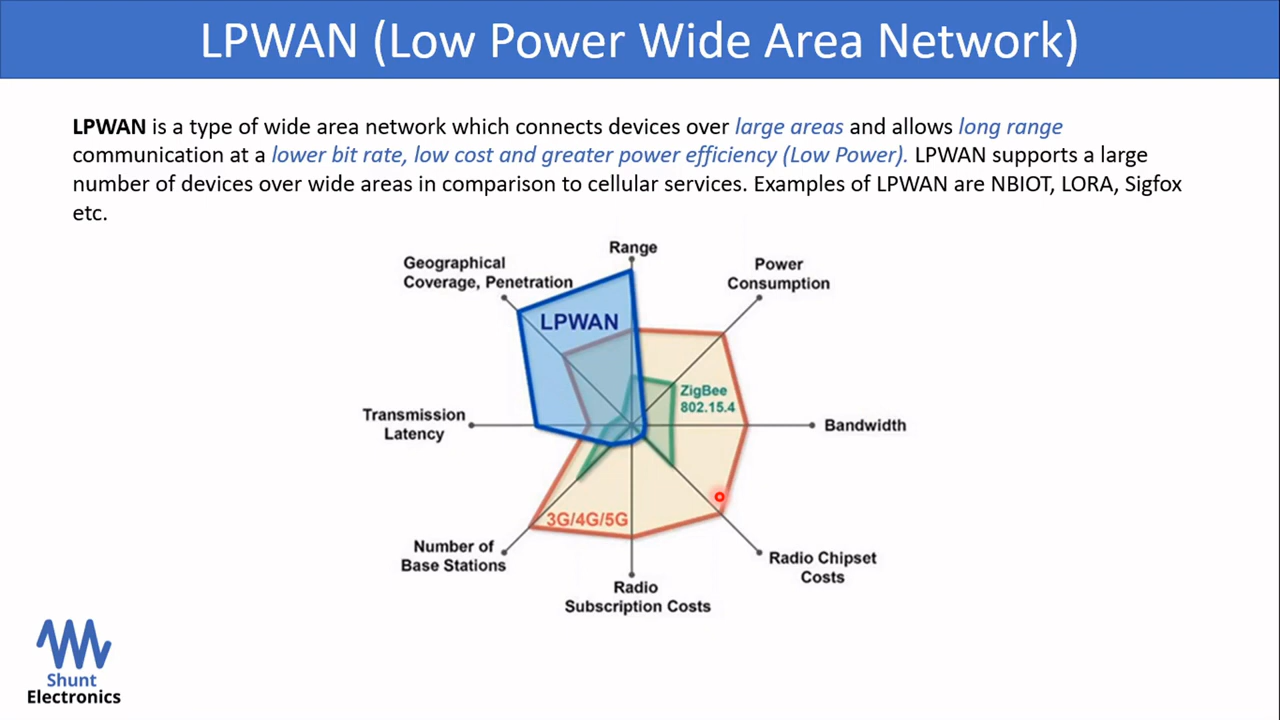 LPWAN (Low Power Wide Area Network)
LPWAN is a type of wide area network which connects devices over large areas and allows long range
communication at a lower bit rate, low cost and greater power efficiency (Low Power). LPWAN supports a large
number of devices over wide areas in comparison to cellular services. Examples of LPWAN are NBIOT, LORA, Sigfox
etc.
Range
Geographical
Coverage, Penetration
Power
Consumption
LPWAN
ZigBee
802.15.4
Transmission
Latency
Bandwidth
3G/4G/5G
Number of
Base Stations
Radio Chipset
Costs
Radio
Subscription Costs
Shunt
Electronics